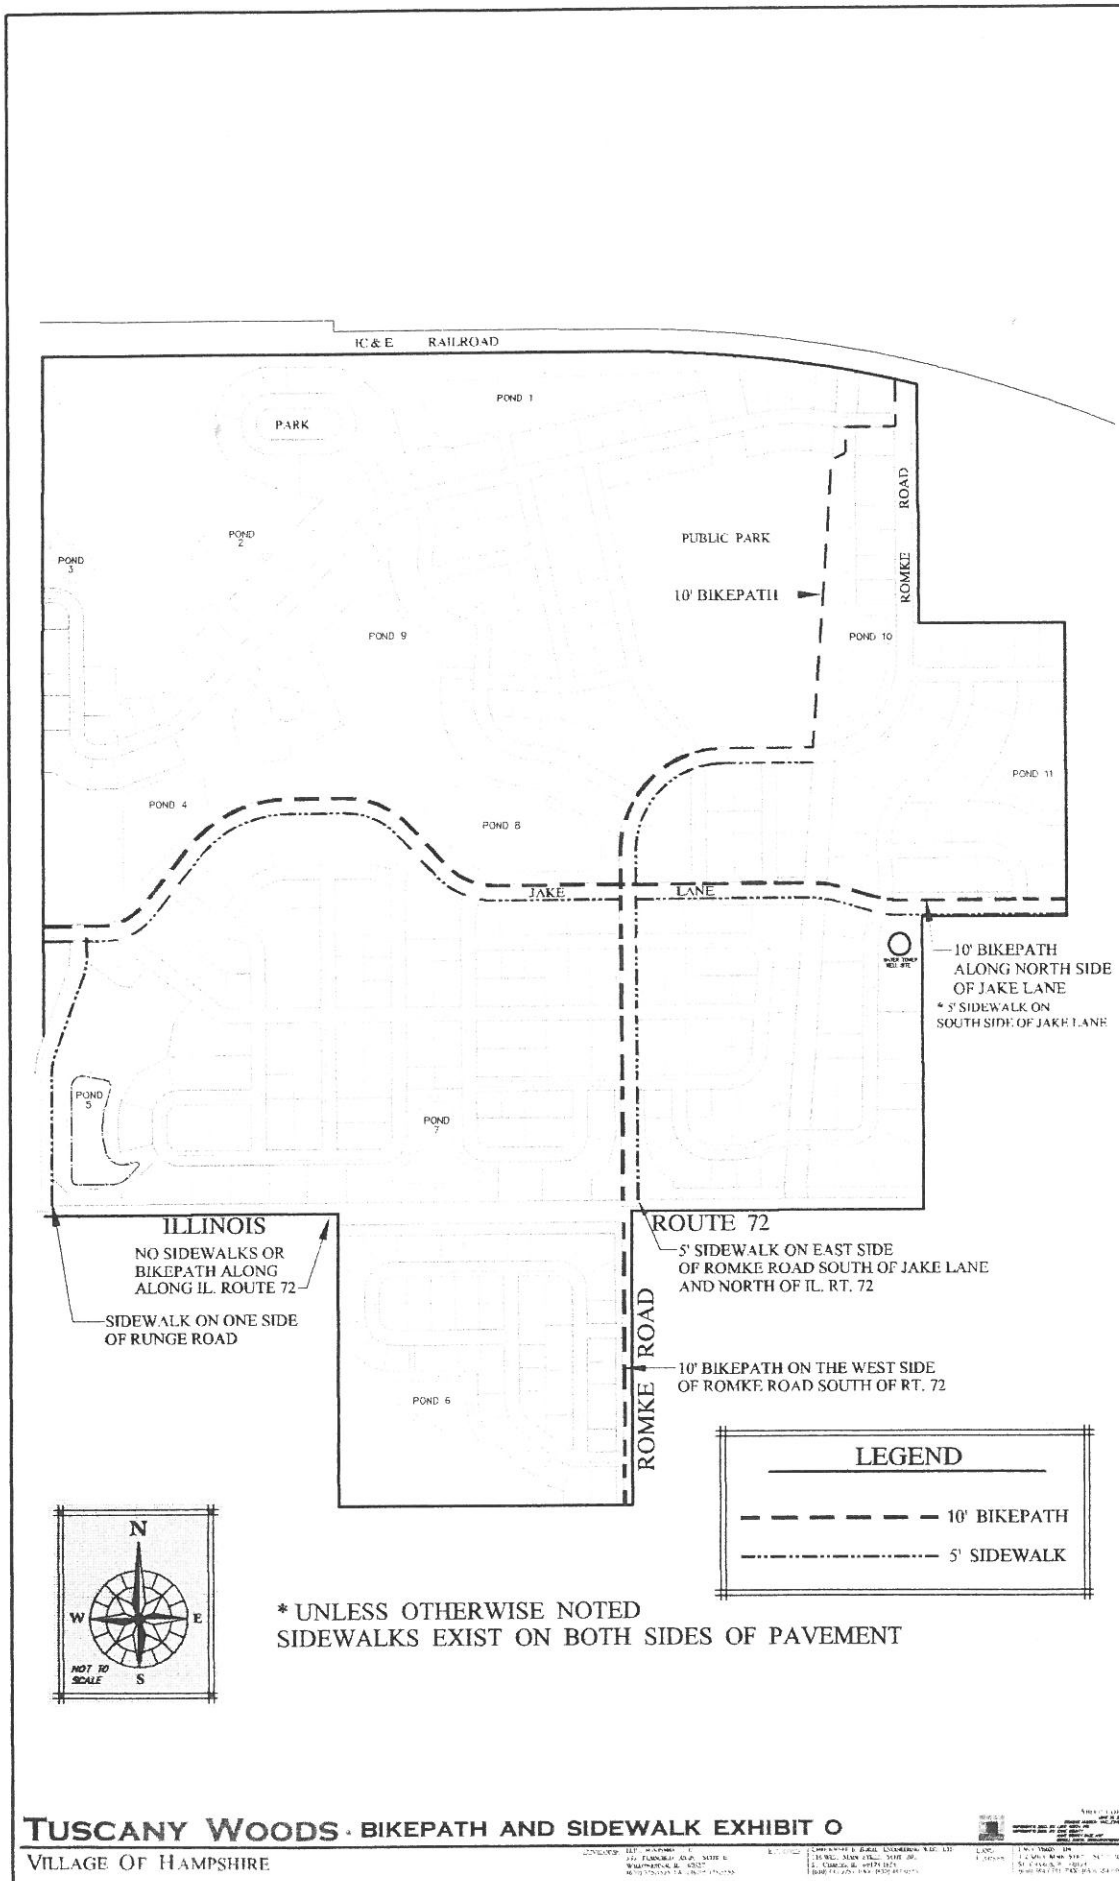 IC & E RAILROAD
POND 1
PARK
ROAD
POND
2
PUBLIC PARK
POND
3
ROMKE
10' BIKEPATH
POND 9
POND 10
POND 11
POND 4
POND 8
JAKE LANE
10' BIKEPATH
ALONG NORTH SIDE
OF JAKE LANE
* 5' SIDEWALK ON
SOUTH SIDE OF JAKE LANE
WATER TOWER
WELL SITE
POND
5
POND
7
ILLINOIS ROUTE 72
NO SIDEWALKS OR
BIKEPATH ALONG
ALONG IL. ROUTE 72
5' SIDEWALK ON EAST SIDE
OF ROMKE ROAD SOUTH OF JAKE LANE
AND NORTH OF IL. RT. 72
SIDEWALK ON ONE SIDE
OF RUNGE ROAD
ROMKE ROAD
10' BIKEPATH ON THE WEST SIDE
OF ROMKE ROAD SOUTH OF RT. 72
POND 6
LEGEND
10' BIKEPATH
5' SIDEWALK
N
W E
S
NOT TO
SCALE
* UNLESS OTHERWISE NOTED
SIDEWALKS EXIST ON BOTH SIDES OF PAVEMENT
TUSCANY WOODS - BIKEPATH AND SIDEWALK EXHIBIT O
VILLAGE OF HAMPSHIRE